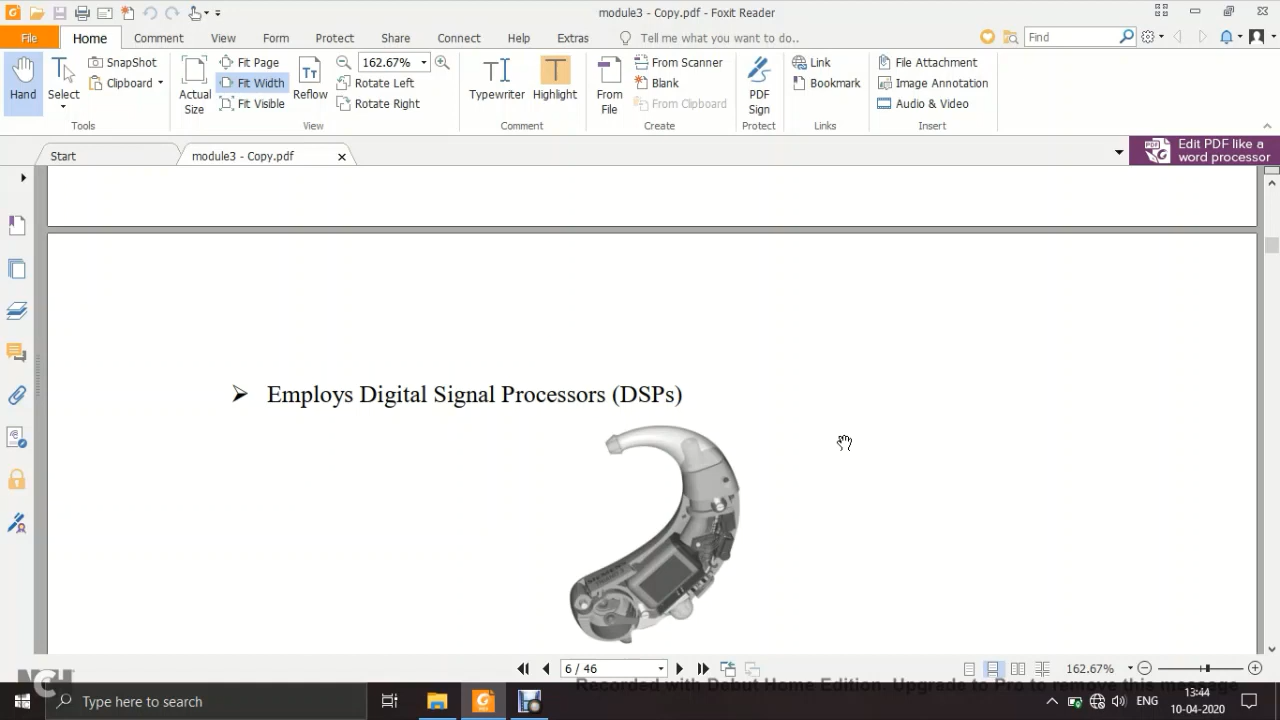 module3 - Copy.pdf - Foxit Reader
File Home Comment View Form Protect Share Connect Help Extras Tell me what you want to do.. Find
Hand
Select
SnapShot
Clipboard
Tools
Actual
Size
Fit Page
Fit Width
Fit Visible
Reflow
162.67%
Rotate Left
Rotate Right
View
Typewriter
Highlight
Comment
From
File
From Scanner
Blank
From Clipboard
Create
PDF
Sign
Protect
Link
Bookmark
Links
File Attachment
Image Annotation
Audio & Video
Insert
Start
module3 - Copy.pdf
Edit PDF like a
word processor
Employs Digital Signal Processors (DSPs)
6 / 46
162.67%
NCH
Recorded with Debut Home Edition. Upgrade to Pro to remove this message
Type here to search
ENG
13:44
10-04-2020